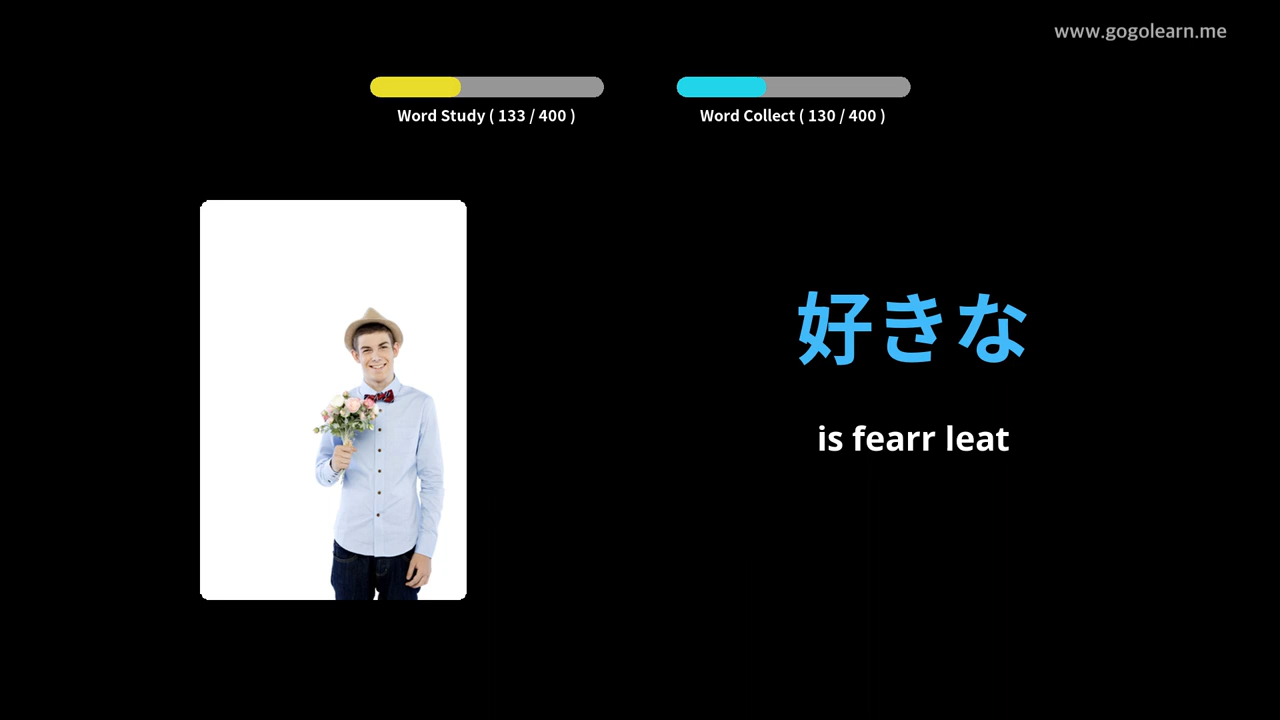 www.gogolearn.me
Word Study ( 133 / 400 )
Word Collect ( 130 / 400 )
好きな
is fearr leat